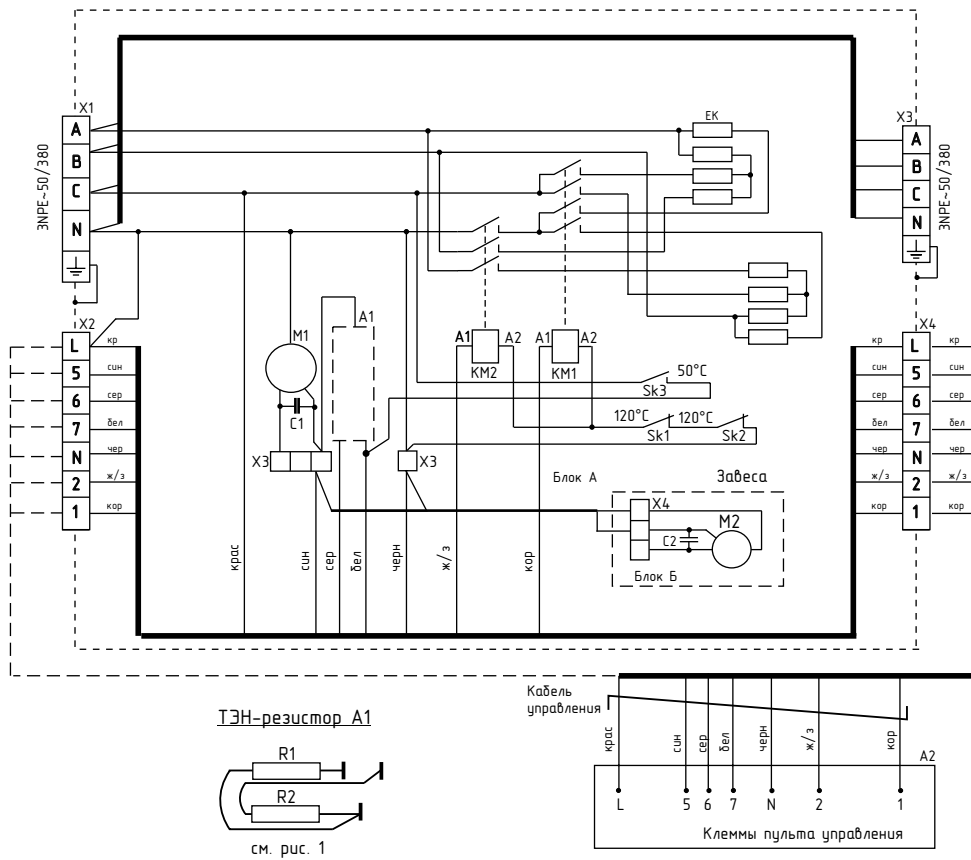 X1
A
B
C
N
3NPE~50/380
X2
L
5
6
7
N
2
1
кр
син
сер
бел
чер
ж/з
кор
EK
X3
A
B
C
N
3NPE~50/380
X4
L
5
6
7
N
2
1
кр
син
сер
бел
чер
ж/з
кор
кр
син
сер
бел
чер
ж/з
кор
M1
C1
A1
X3
X3
A1
A2
KM2
A1
A2
KM1
50°C
Sk3
120°C
120°C
Sk1
Sk2
Блок А
Завеса
X4
M2
C2
Блок Б
крас
син
сер
бел
черн
ж/з
кор
Кабель
управления
крас
син
сер
бел
черн
ж/з
кор
A2
L
5
6
7
N
2
1
Клеммы пульта управления
ТЭН-резистор А1
R1
R2
см. рис. 1